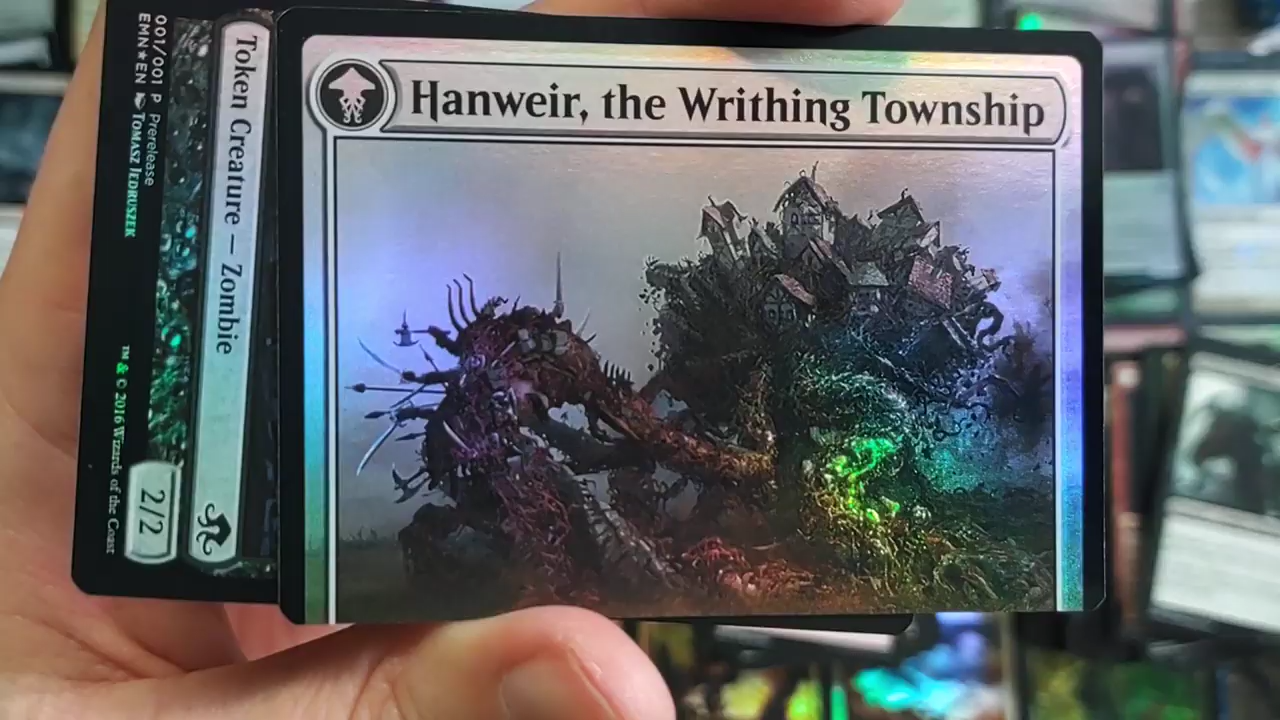 Hanweir, the Writhing Township
Token Creature — Zombie
2/2
001/001 P Prerelease
EMN★EN TOMASZ JEDRUSZEK
™ & © 2016 Wizards of the Coast